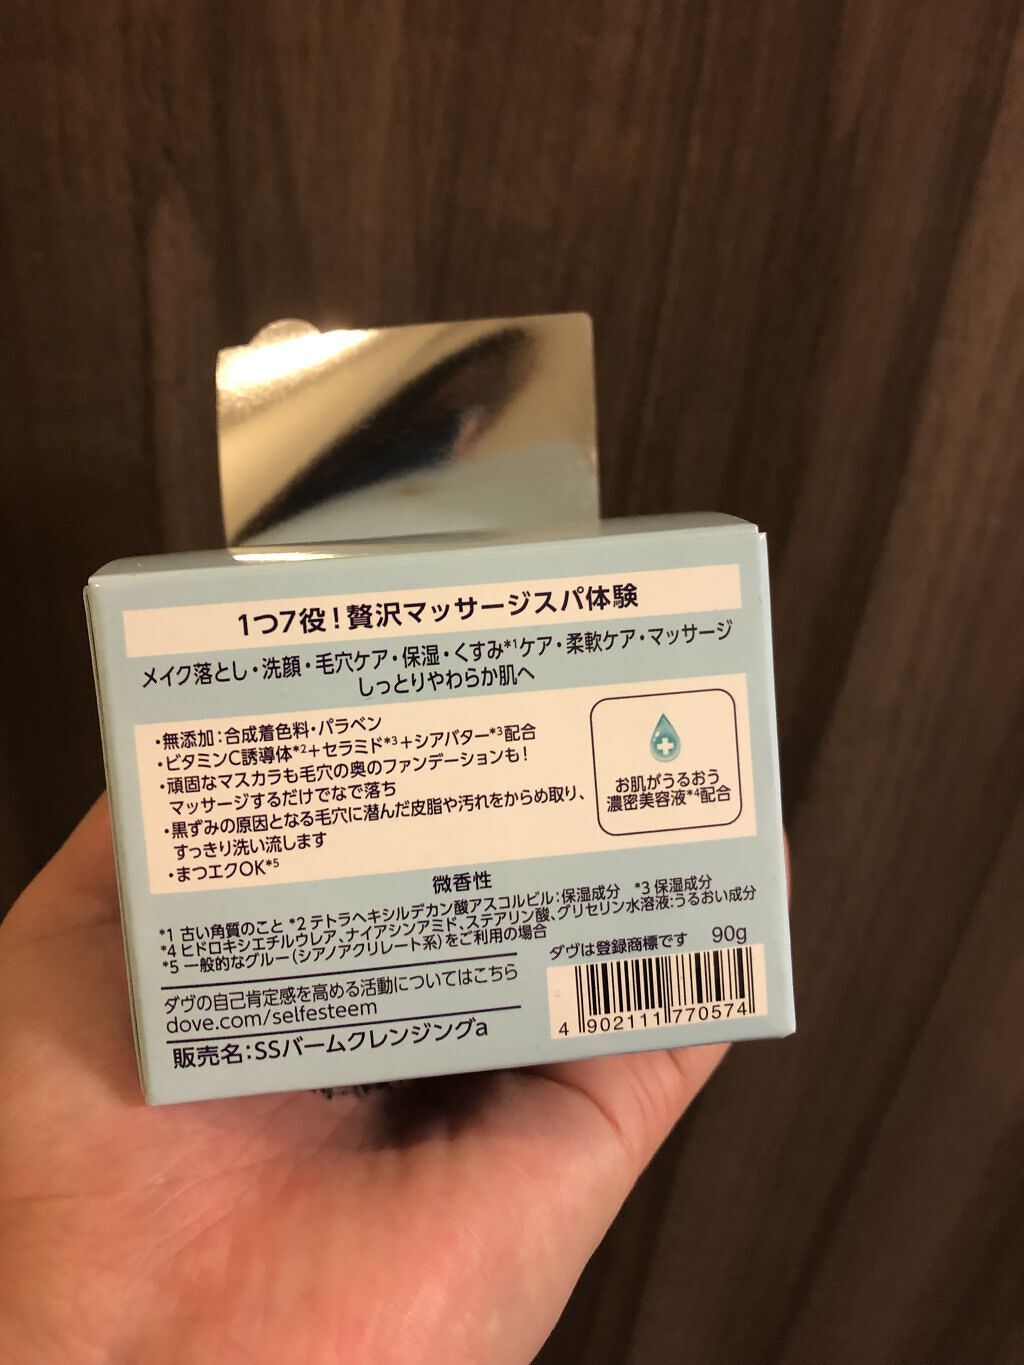 1つ7役！贅沢マッサージスパ体験
メイク落とし・洗顔・毛穴ケア・保湿・くすみ*1ケア・柔軟ケア・マッサージ
しっとりやわらか肌へ
・無添加：合成着色料・パラベン
・ビタミンC誘導体*2+セラミド*3+シアバター*3配合
・頑固なマスカラも毛穴の奥のファンデーションも！
マッサージするだけでなで落ち
・黒ずみの原因となる毛穴に潜んだ皮脂や汚れをからめ取り、
すっきり洗い流します
・まつエクOK*5
お肌がうるおう
濃密美容液*4配合
微香性
*1 古い角質のこと *2 テトラヘキシルデカン酸アスコルビル：保湿成分 *3 保湿成分
*4 ヒドロキシエチルウレア、ナイアシンアミド、ステアリン酸、グリセリン水溶液：うるおい成分
*5 一般的なグルー（シアノアクリレート系）をご利用の場合
ダヴは登録商標です 90g
ダヴの自己肯定感を高める活動についてはこちら
dove.com/selfesteem
販売名：SSバームクレンジングa
4 902111 770574